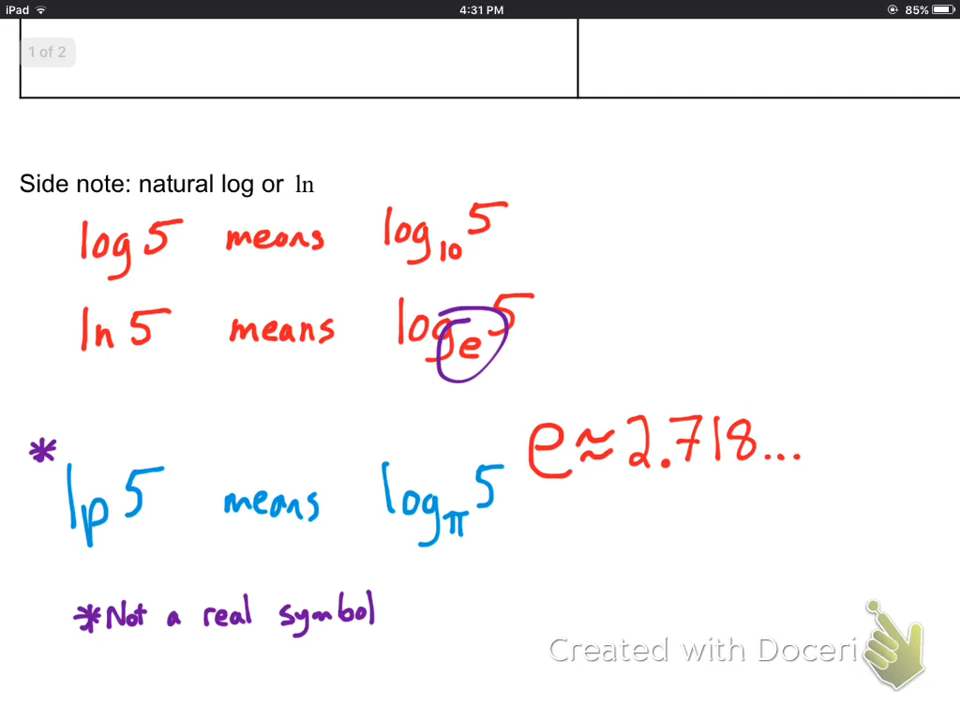 iPad 4:31 PM 85%
1 of 2
Side note: natural log or ln
log 5 means log₁₀ 5
ln 5 means logₑ 5
e ≈ 2.718...
* lp 5 means log_π 5
*Not a real symbol
Created with Doceri